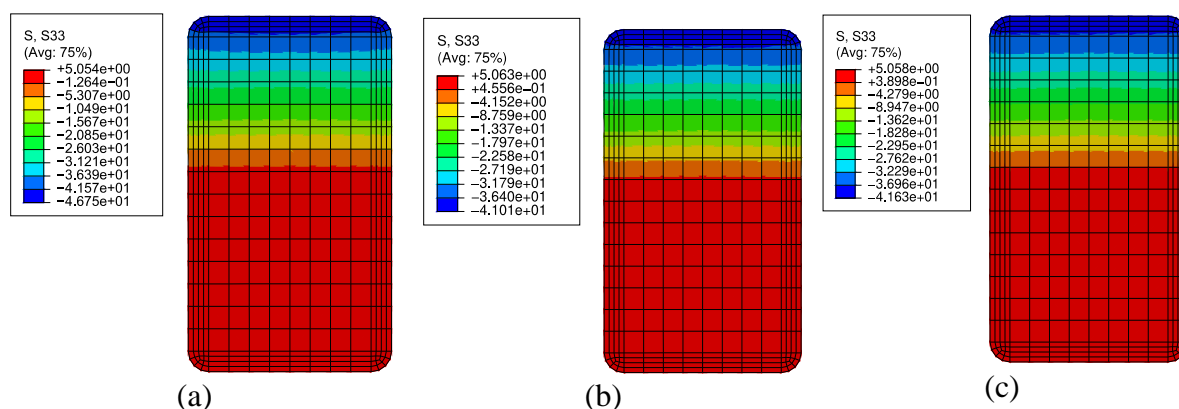 S, S33
(Avg: 75%)
+5.054e+00
−1.264e−01
−5.307e+00
−1.049e+01
−1.567e+01
−2.085e+01
−2.603e+01
−3.121e+01
−3.639e+01
−4.157e+01
−4.675e+01
(a)
S, S33
(Avg: 75%)
+5.063e+00
+4.556e−01
−4.152e+00
−8.759e+00
−1.337e+01
−1.797e+01
−2.258e+01
−2.719e+01
−3.179e+01
−3.640e+01
−4.101e+01
(b)
S, S33
(Avg: 75%)
+5.058e+00
+3.898e−01
−4.279e+00
−8.947e+00
−1.362e+01
−1.828e+01
−2.295e+01
−2.762e+01
−3.229e+01
−3.696e+01
−4.163e+01
(c)